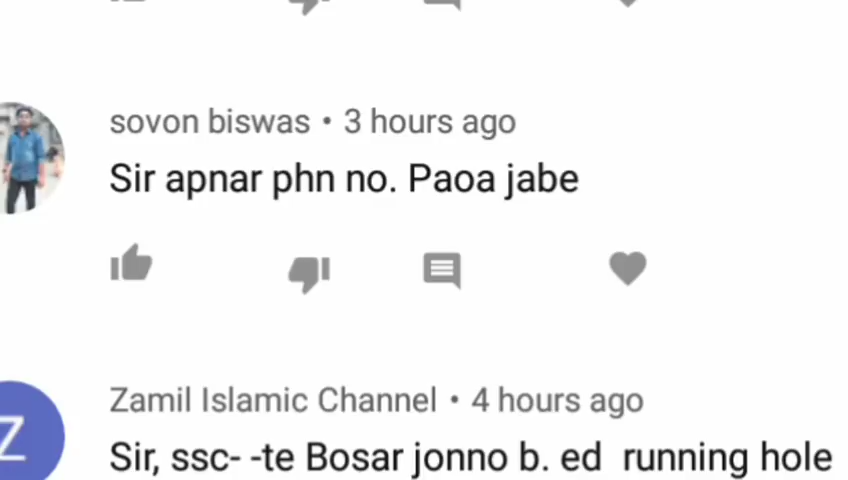 sovon biswas • 3 hours ago
Sir apnar phn no. Paoa jabe
Z
Zamil Islamic Channel • 4 hours ago
Sir, ssc- -te Bosar jonno b. ed running hole